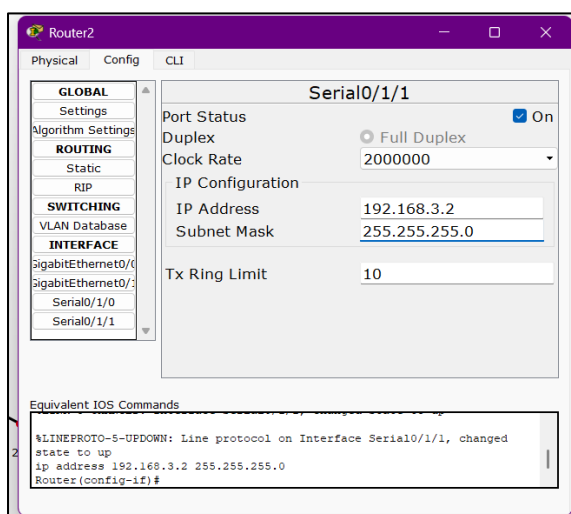 Router2
Physical Config CLI
GLOBAL
Settings
Algorithm Settings
ROUTING
Static
RIP
SWITCHING
VLAN Database
INTERFACE
GigabitEthernet0/
GigabitEthernet0/
Serial0/1/0
Serial0/1/1
Serial0/1/1
Port Status On
Duplex Full Duplex
Clock Rate 2000000
IP Configuration
IP Address 192.168.3.2
Subnet Mask 255.255.255.0
Tx Ring Limit 10
Equivalent IOS Commands
%LINEPROTO-5-UPDOWN: Line protocol on Interface Serial0/1/1, changed
state to up
ip address 192.168.3.2 255.255.255.0
Router(config-if)#
2